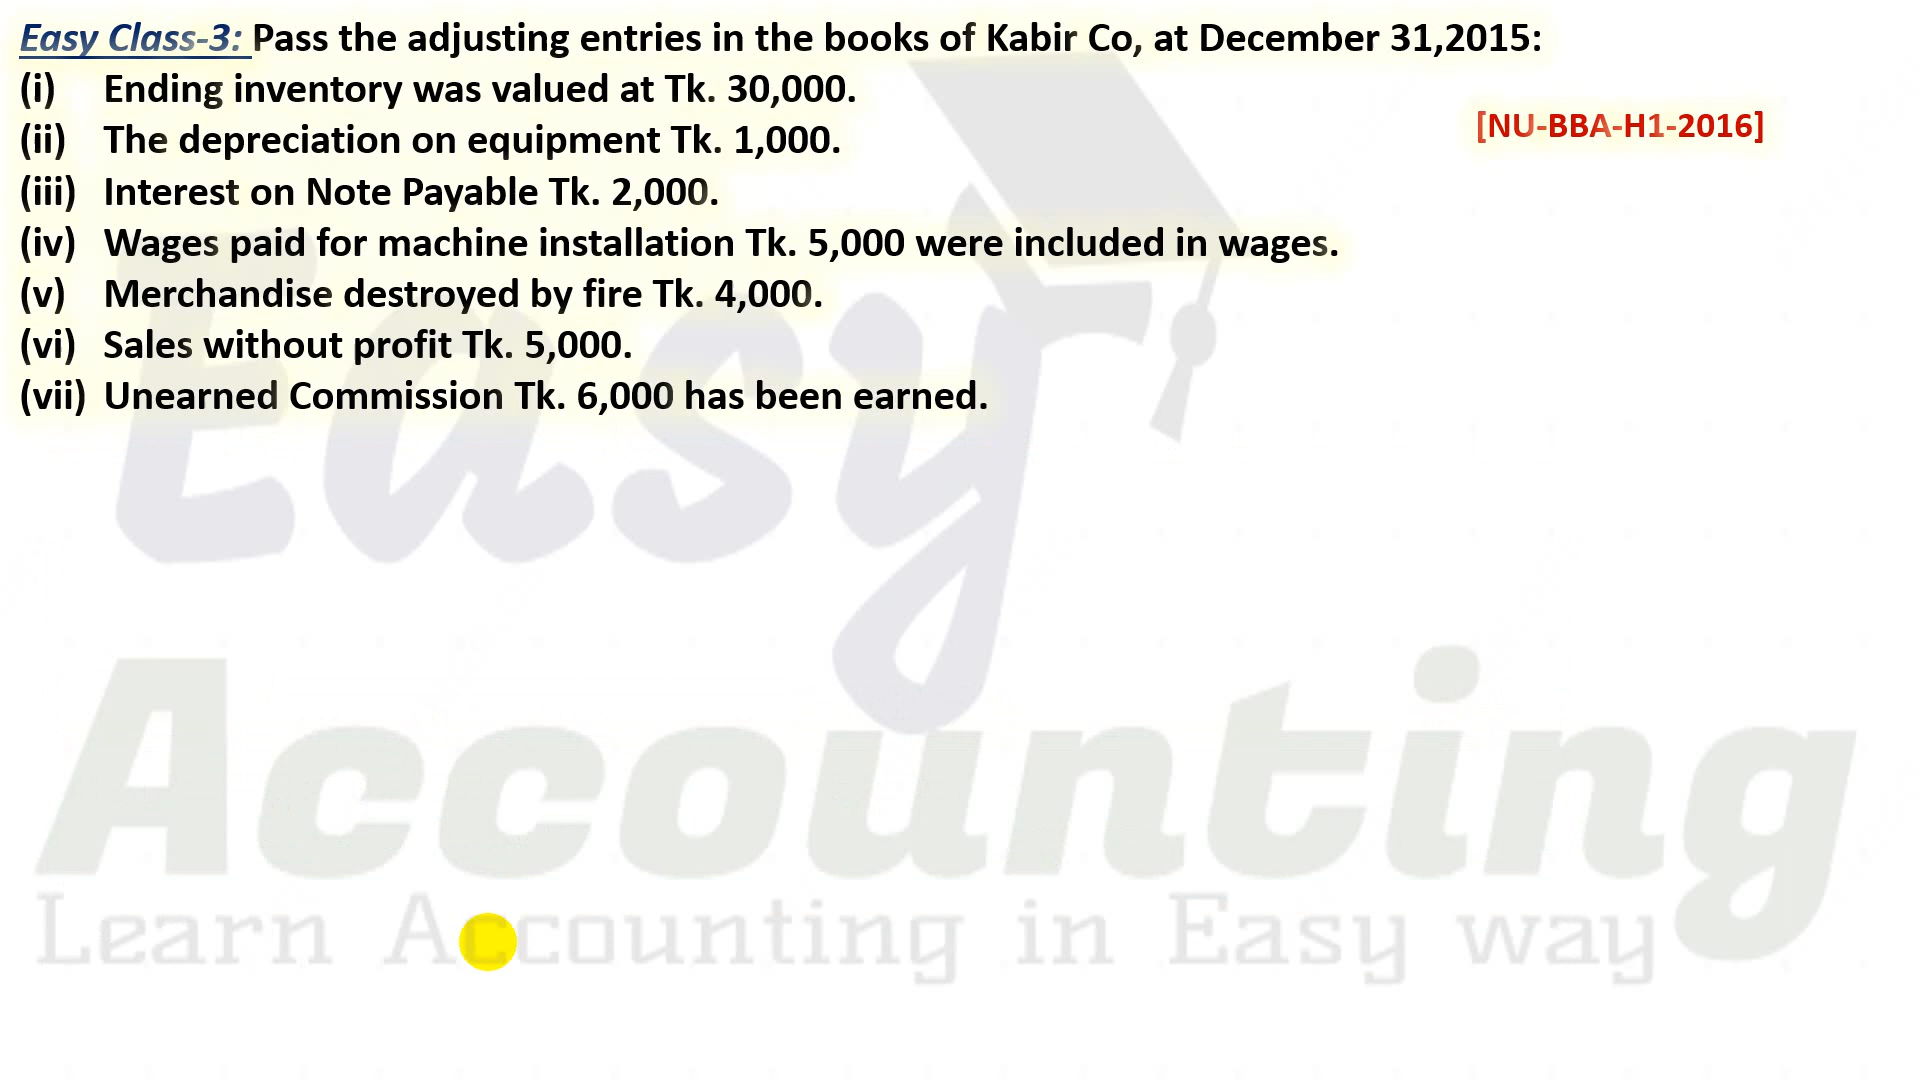 Easy Class-3: Pass the adjusting entries in the books of Kabir Co, at December 31,2015:
(i) Ending inventory was valued at Tk. 30,000.
[NU-BBA-H1-2016]
(ii) The depreciation on equipment Tk. 1,000.
(iii) Interest on Note Payable Tk. 2,000.
(iv) Wages paid for machine installation Tk. 5,000 were included in wages.
(v) Merchandise destroyed by fire Tk. 4,000.
(vi) Sales without profit Tk. 5,000.
(vii) Unearned Commission Tk. 6,000 has been earned.
Easy
Accounting
Learn Accounting in Easy way